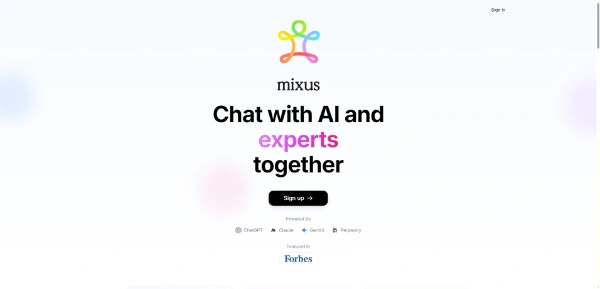 Sign In
mixus
Chat with AI and
experts
together
Sign up →
Powered by
ChatGPT Claude Gemini Perplexity
Featured in
Forbes